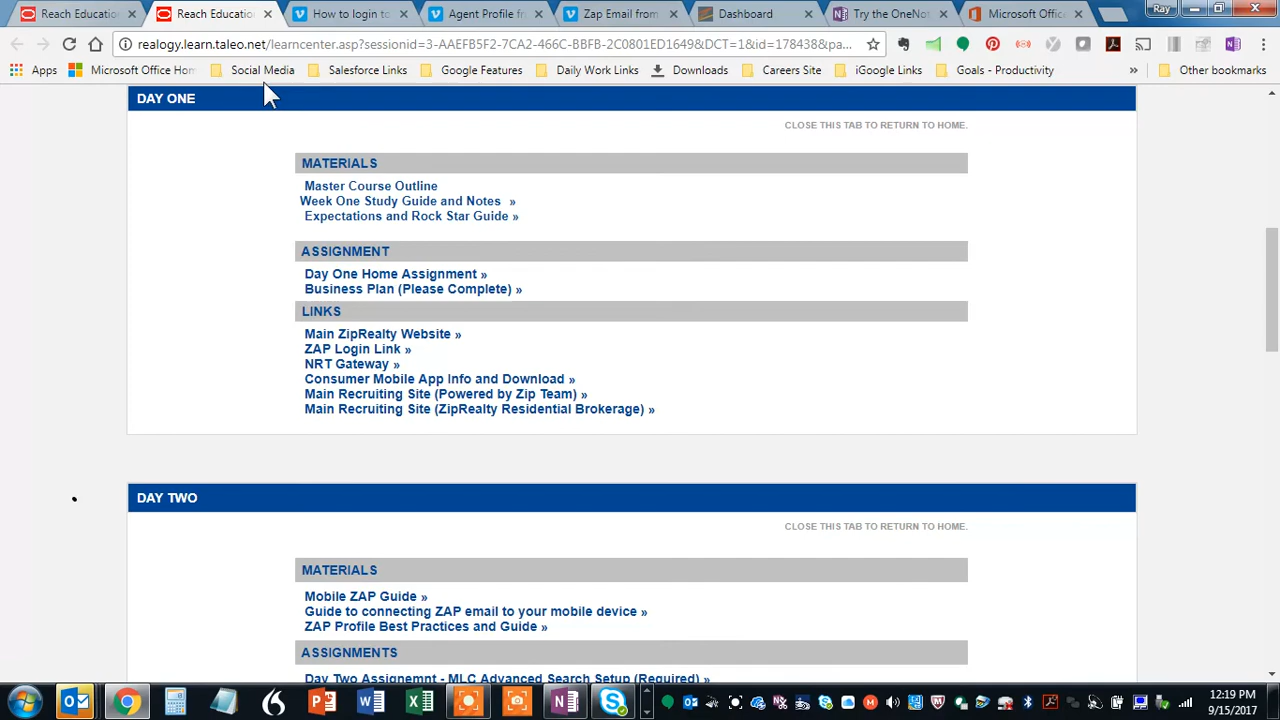 Reach Educatio
Reach Educatio
How to login to
Agent Profile fr
Zap Email from
Dashboard
Try the OneNot
Microsoft Office
Ray
realogy.learn.taleo.net/learncenter.asp?sessionid=3-AAEFB5F2-7CA2-466C-BBFB-2C0801ED1649&DCT=1&id=178438&pa...
Apps
Microsoft Office Hom
Social Media
Salesforce Links
Google Features
Daily Work Links
Downloads
Careers Site
iGoogle Links
Goals - Productivity
»
Other bookmarks
DAY ONE
CLOSE THIS TAB TO RETURN TO HOME.
MATERIALS
Master Course Outline
Week One Study Guide and Notes »
Expectations and Rock Star Guide »
ASSIGNMENT
Day One Home Assignment »
Business Plan (Please Complete) »
LINKS
Main ZipRealty Website »
ZAP Login Link »
NRT Gateway »
Consumer Mobile App Info and Download »
Main Recruiting Site (Powered by Zip Team) »
Main Recruiting Site (ZipRealty Residential Brokerage) »
DAY TWO
CLOSE THIS TAB TO RETURN TO HOME.
MATERIALS
Mobile ZAP Guide »
Guide to connecting ZAP email to your mobile device »
ZAP Profile Best Practices and Guide »
ASSIGNMENTS
Day Two Assignemnt - MLC Advanced Search Setup (Required) »
12:19 PM
9/15/2017